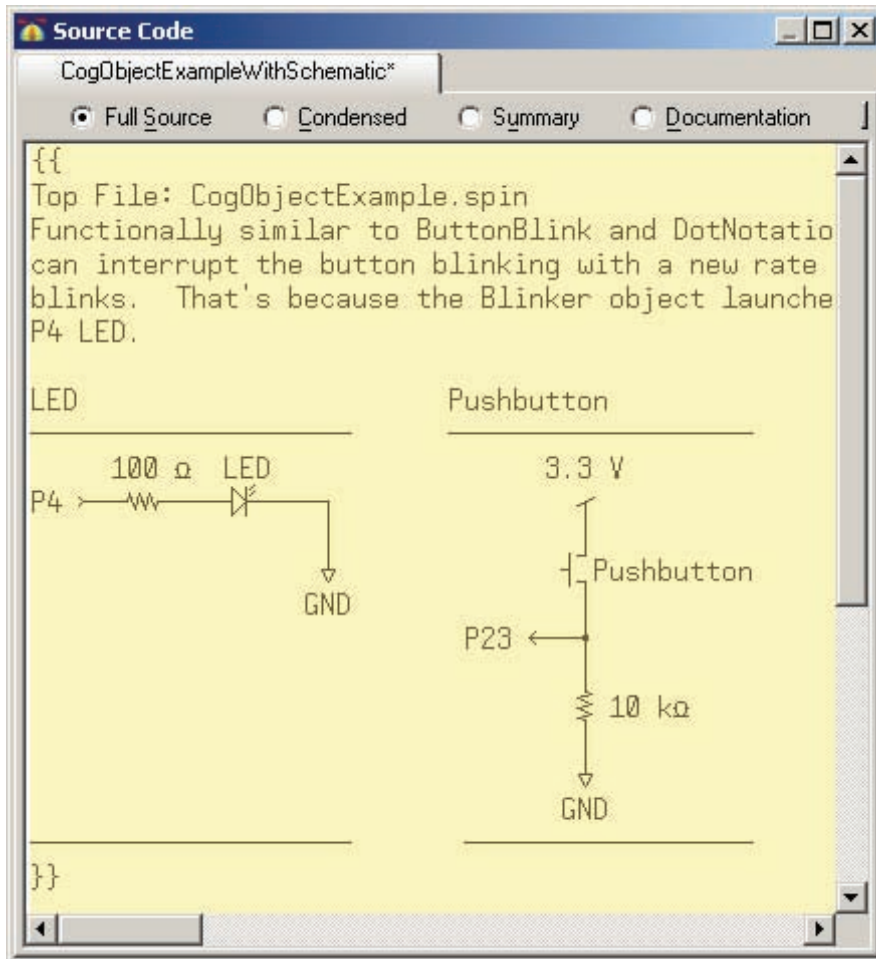 Source Code
CogObjectExampleWithSchematic*
Full Source Condensed Summary Documentation
{{
Top File: CogObjectExample.spin
Functionally similar to ButtonBlink and DotNotatio
can interrupt the button blinking with a new rate
blinks.  That's because the Blinker object launche
P4 LED.
LED Pushbutton
100 Ω LED 3.3 V
P4
Pushbutton
GND
P23
10 kΩ
GND
}}